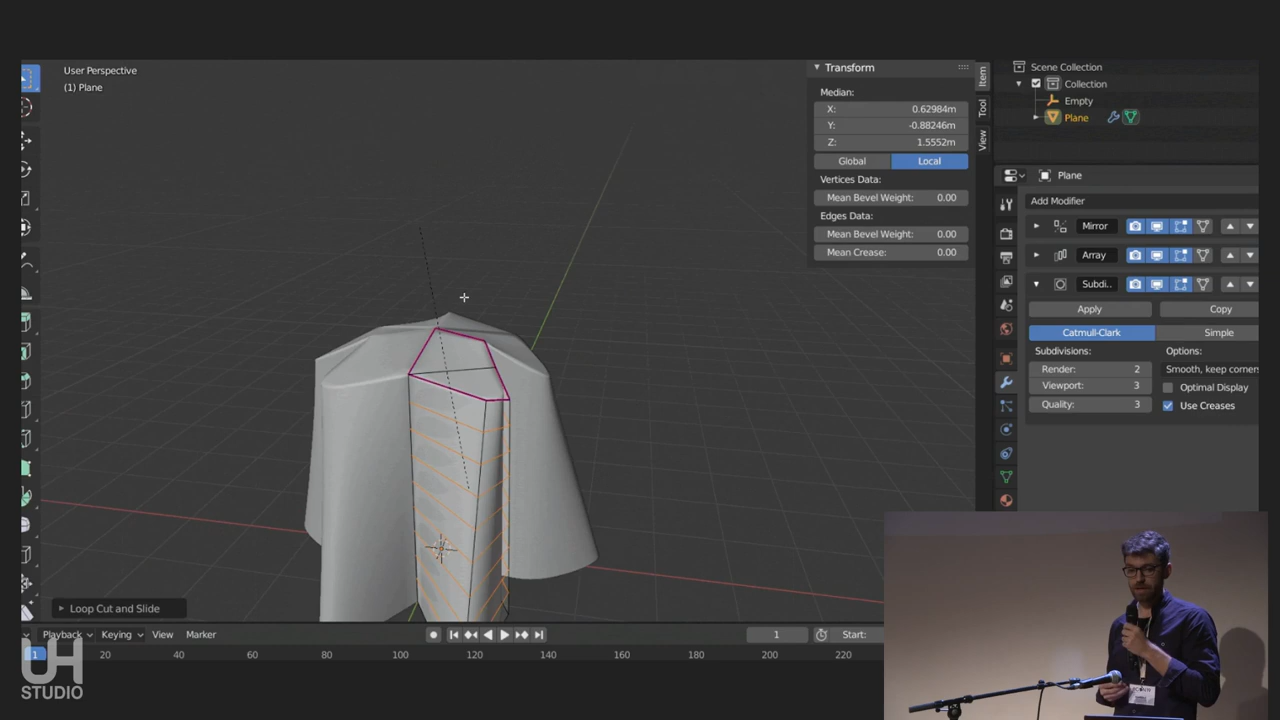 User Perspective
(1) Plane
Transform
Median:
X: 0.62984m
Y: -0.88246m
Z: 1.5552m
Global Local
Vertices Data:
Mean Bevel Weight: 0.00
Edges Data:
Mean Bevel Weight: 0.00
Mean Crease: 0.00
Item
Tool
View
Scene Collection
Collection
Empty
Plane
Plane
Add Modifier
Mirror
Array
Subdi..
Apply Copy
Catmull-Clark Simple
Subdivisions: Options:
Render: 2 Smooth, keep corners
Viewport: 3 Optimal Display
Quality: 3 Use Creases
Loop Cut and Slide
Playback Keying View Marker 1 Start:
1 20 40 60 80 100 120 140 160 180 200 220
UH
STUDIO